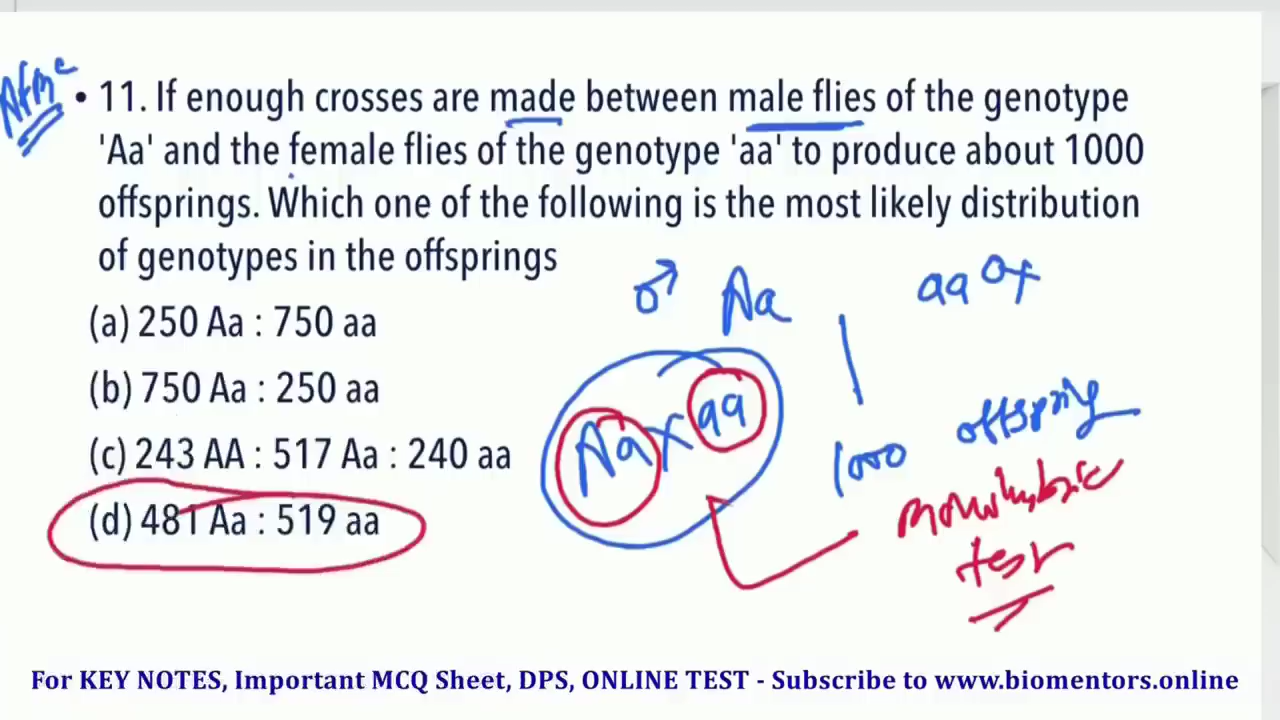 Afmc
• 11. If enough crosses are made between male flies of the genotype
'Aa' and the female flies of the genotype 'aa' to produce about 1000
offsprings. Which one of the following is the most likely distribution
of genotypes in the offsprings
♂ Aa aa ♀
(a) 250 Aa : 750 aa
(b) 750 Aa : 250 aa
Aa x aa
1000 offspring
(c) 243 AA : 517 Aa : 240 aa
monohybrid
(d) 481 Aa : 519 aa
test
For KEY NOTES, Important MCQ Sheet, DPS, ONLINE TEST - Subscribe to www.biomentors.online